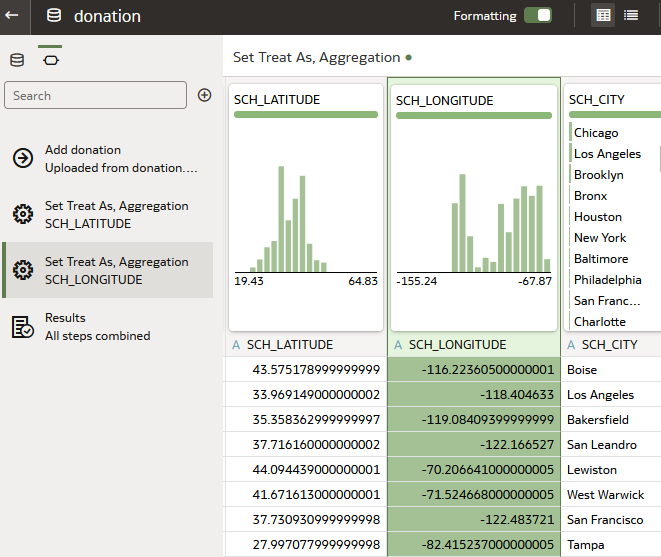 donation
Formatting
Set Treat As, Aggregation
Search
Add donation
Uploaded from donation....
Set Treat As, Aggregation
SCH_LATITUDE
Set Treat As, Aggregation
SCH_LONGITUDE
Results
All steps combined
SCH_LATITUDE
19.43 64.83
SCH_LONGITUDE
-155.24 -67.87
SCH_CITY
Chicago
Los Angeles
Brooklyn
Bronx
Houston
New York
Baltimore
Philadelphia
San Franc...
Charlotte
A SCH_LATITUDE A SCH_LONGITUDE A SCH_CITY
43.575178999999999 -116.22360500000001 Boise
33.969149000000002 -118.404633 Los Angeles
35.358362999999997 -119.08409399999999 Bakersfield
37.716160000000002 -122.166527 San Leandro
44.094439000000001 -70.206641000000005 Lewiston
41.671613000000001 -71.524668000000005 West Warwick
37.730930999999998 -122.483721 San Francisco
27.997077999999998 -82.415237000000005 Tampa